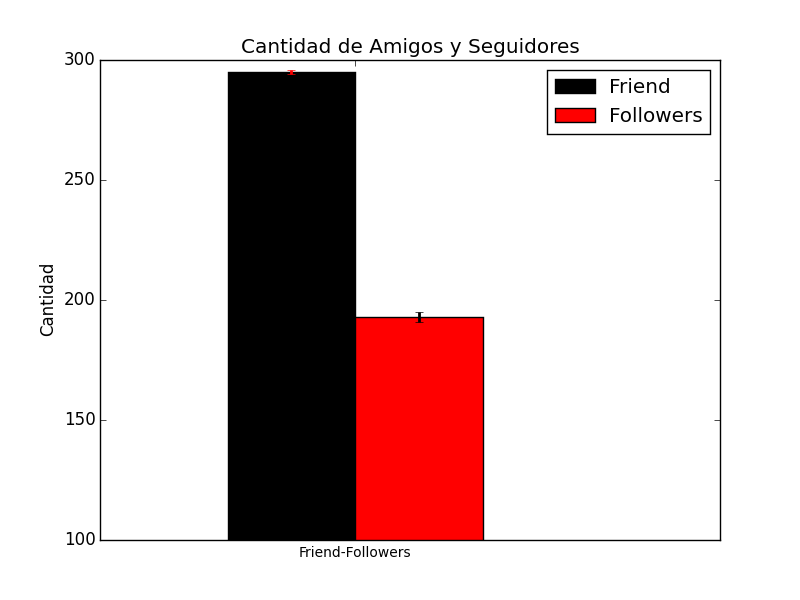 Cantidad de Amigos y Seguidores
300
250
200
150
100
Cantidad
Friend
Followers
Friend-Followers